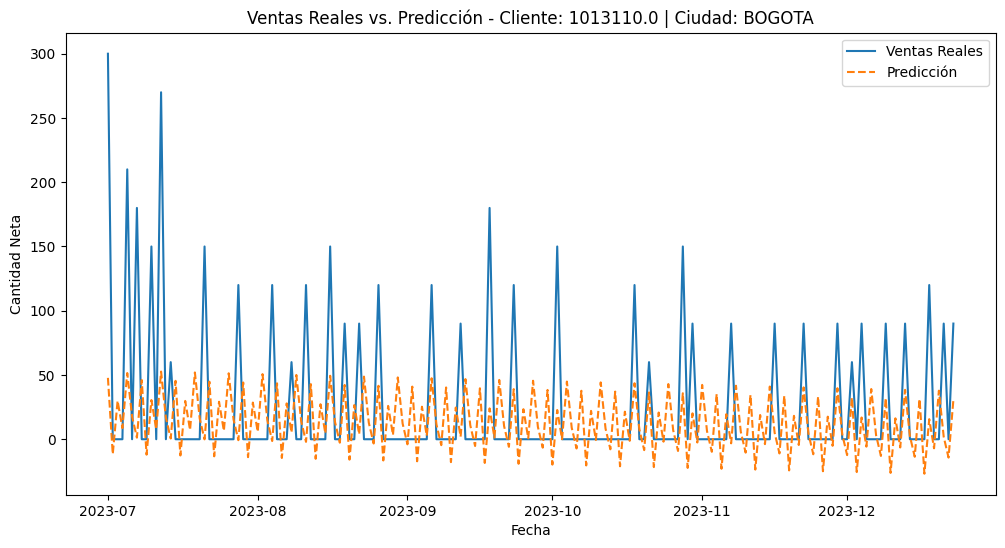 Ventas Reales vs. Predicción - Cliente: 1013110.0 | Ciudad: BOGOTA
Ventas Reales
Predicción
Cantidad Neta
300
250
200
150
100
50
0
2023-07 2023-08 2023-09 2023-10 2023-11 2023-12
Fecha